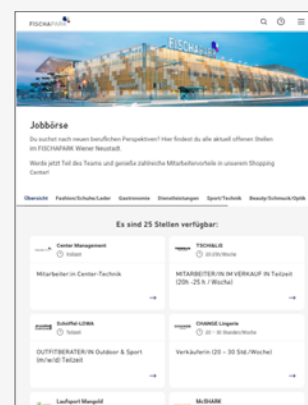 FISCHAPARK
FISCHAPARK
Jobbörse
Du suchst nach neuen beruflichen Perspektiven? Hier findest du alle aktuell offenen Stellen
im FISCHAPARK Wiener Neustadt.
Werde jetzt Teil des Teams und genieße zahlreiche Mitarbeitervorteile in unserem Shopping
Center!
Übersicht Fashion/Schuhe/Leder Gastronomie Dienstleistungen Sport/Technik Beauty/Schmuck/Optik
Es sind 25 Stellen verfügbar:
Center Management
Vollzeit
Mitarbeiter:in Center-Technik
TSCHALIS
20-25h/Woche
MITARBEITER/IN IM VERKAUF IN Teilzeit
(20h -25 h / Woche)
Schöffel-LOWA
Teilzeit
OUTFITBERATER/IN Outdoor & Sport
(m/w/d) Teilzeit
CHANGE Lingerie
20 - 30 Stunden/Woche
Verkäuferin (20 - 30 Std./Woche)
Laufsport Mangold
McSHARK